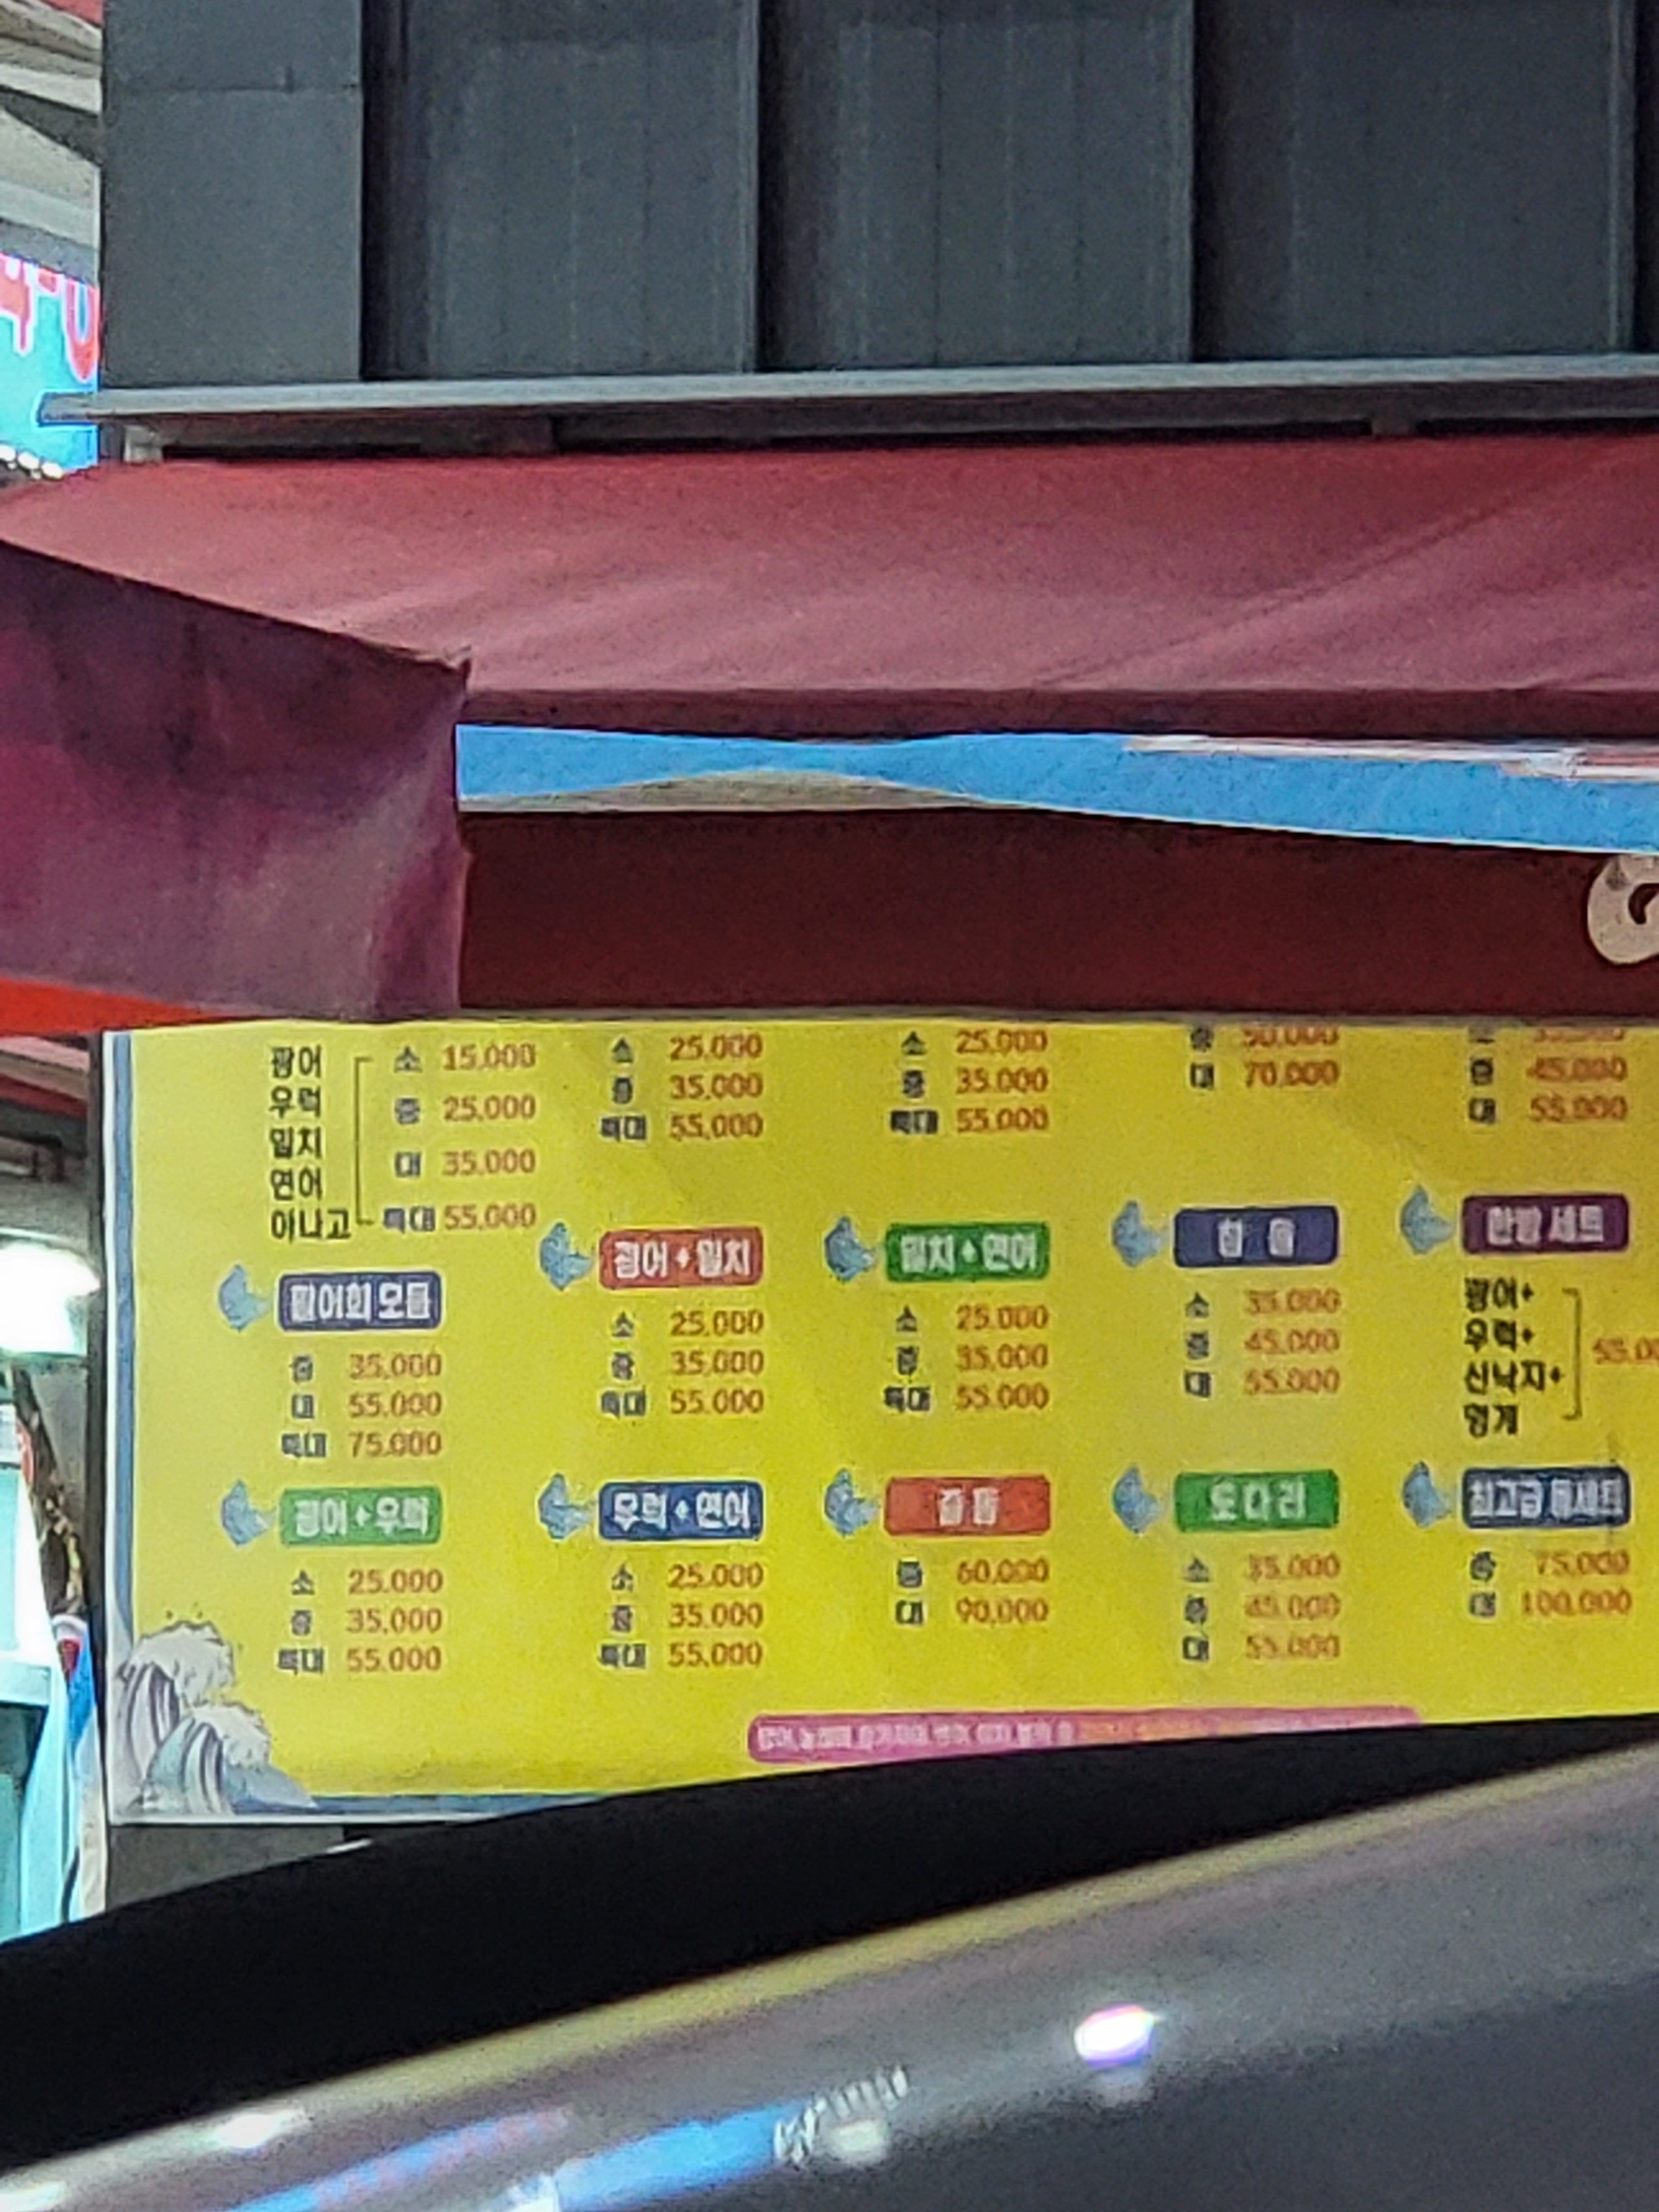 광어
우럭
밀치
연어
아나고
소 15,000
중 25,000
대 35,000
특대 55,000
활어회 모듬
중 35,000
대 55,000
특대 75,000
광어+우럭
소 25,000
중 35,000
특대 55,000
소 25,000
중 35,000
특대 55,000
광어+밀치
소 25,000
중 35,000
특대 55,000
우럭+연어
소 25,000
중 35,000
특대 55,000
소 25,000
중 35,000
특대 55,000
밀치+연어
소 25,000
중 35,000
특대 55,000
중 60,000
대 90,000
중 50,000
대 70,000
소 35,000
중 45,000
대 55,000
도다리
소 35,000
중 45,000
대 55,000
중 45,000
대 55,000
한방 세트
광어+
우럭+
산낙지+
멍게
중 75,000
대 100,000